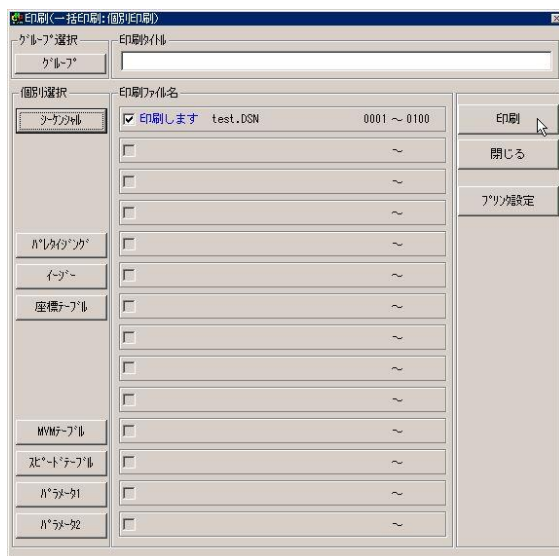 印刷(一括印刷:個別印刷)
グループ選択
グループ
印刷タイトル
個別選択
印刷ファイル名
シーケンシャル
印刷します test.DSN 0001 ～ 0100
印刷
～
閉じる
～
～
プリンタ設定
パレタイジング
～
イージー
～
座標テーブル
～
～
～
～
MVMテーブル
～
スピードテーブル
～
パラメータ1
～
パラメータ2
～